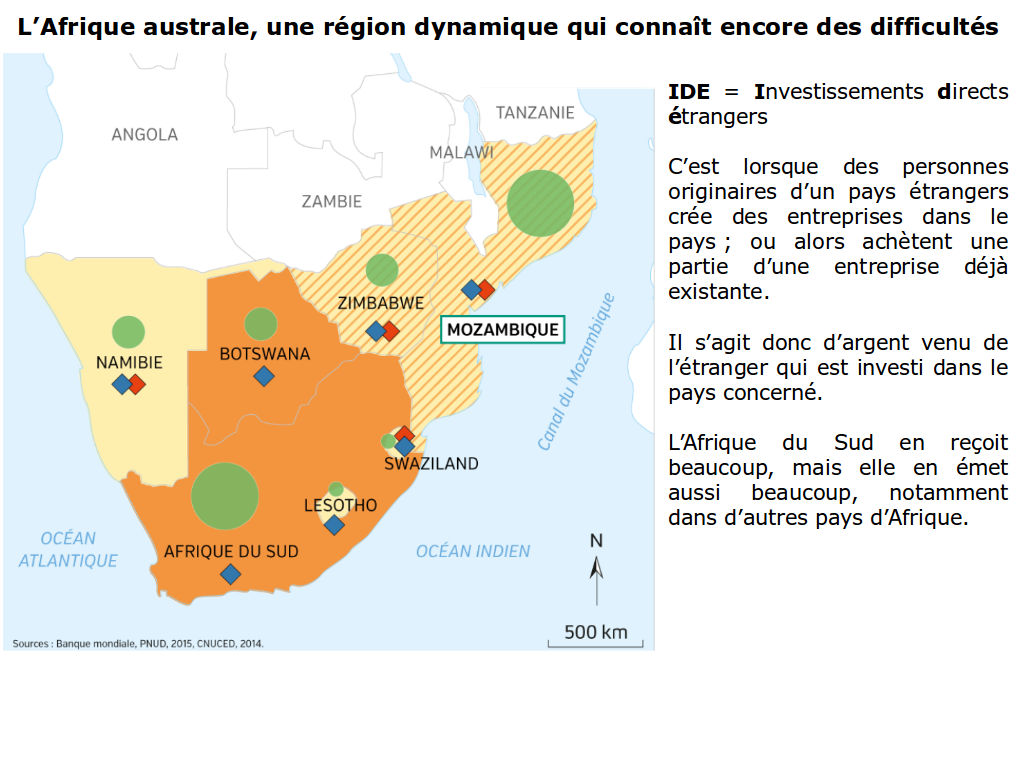 L’Afrique australe, une région dynamique qui connaît encore des difficultés
TANZANIE
ANGOLA
MALAWI
ZAMBIE
ZIMBABWE
MOZAMBIQUE
BOTSWANA
NAMIBIE
Canal du Mozambique
SWAZILAND
LESOTHO
OCÉAN
ATLANTIQUE
AFRIQUE DU SUD
OCÉAN INDIEN
N
500 km
Sources : Banque mondiale, PNUD, 2015, CNUCED, 2014.
IDE = Investissements directs
étrangers
C’est lorsque des personnes
originaires d’un pays étrangers
crée des entreprises dans le
pays ; ou alors achètent une
partie d’une entreprise déjà
existante.
Il s’agit donc d’argent venu de
l’étranger qui est investi dans le
pays concerné.
L’Afrique du Sud en reçoit
beaucoup, mais elle en émet
aussi beaucoup, notamment
dans d’autres pays d’Afrique.